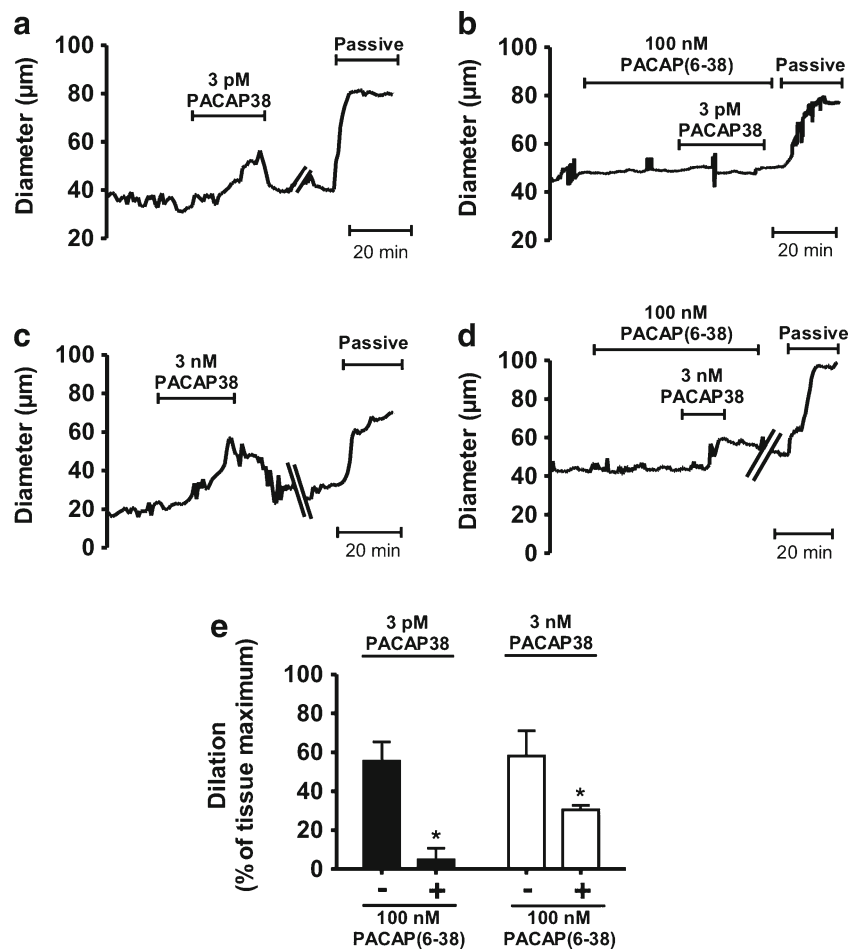 a
Diameter (µm)
100
80
60
40
20
3 pM
PACAP38
Passive
20 min
b
Diameter (µm)
100
80
60
40
20
100 nM
PACAP(6-38)
3 pM
PACAP38
Passive
20 min
c
Diameter (µm)
100
80
60
40
20
0
3 nM
PACAP38
Passive
20 min
d
Diameter (µm)
100
80
60
40
20
0
100 nM
PACAP(6-38)
3 nM
PACAP38
Passive
20 min
e
Dilation
(% of tissue maximum)
100
80
60
40
20
0
3 pM
PACAP38
3 nM
PACAP38
*
*
- + - +
100 nM
PACAP(6-38)
100 nM
PACAP(6-38)